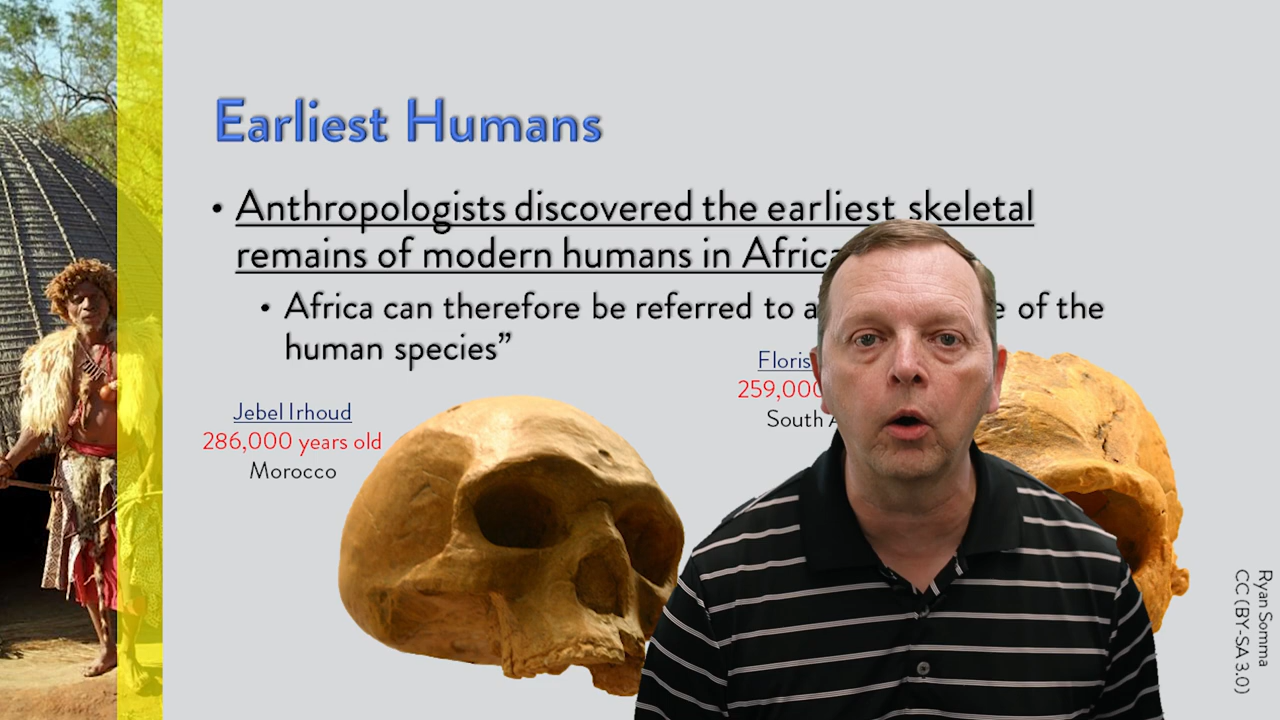 Earliest Humans
• Anthropologists discovered the earliest skeletal
remains of modern humans in Africa
• Africa can therefore be referred to of the
human species”
Jebel Irhoud
286,000 years old
Morocco
Floris
259,000
South
Ryan Somma
CC (BY-SA 3.0)